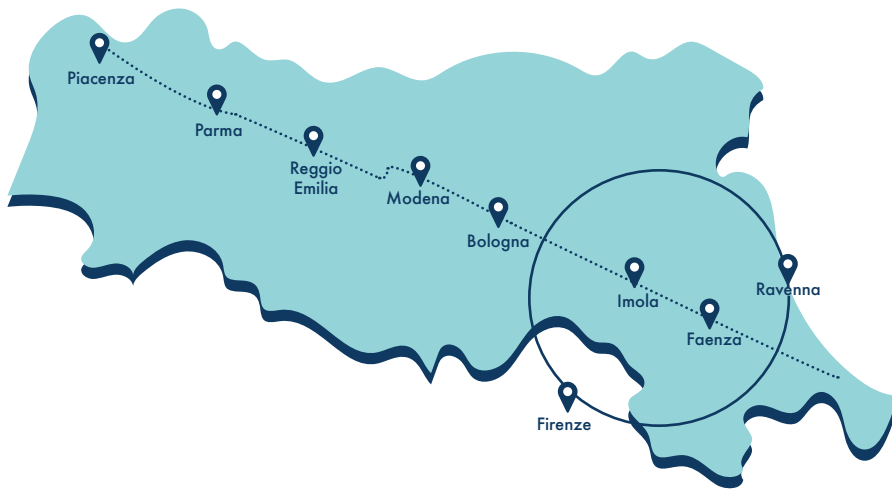 Piacenza
Parma
Reggio
Emilia
Modena
Bologna
Imola
Ravenna
Faenza
Firenze